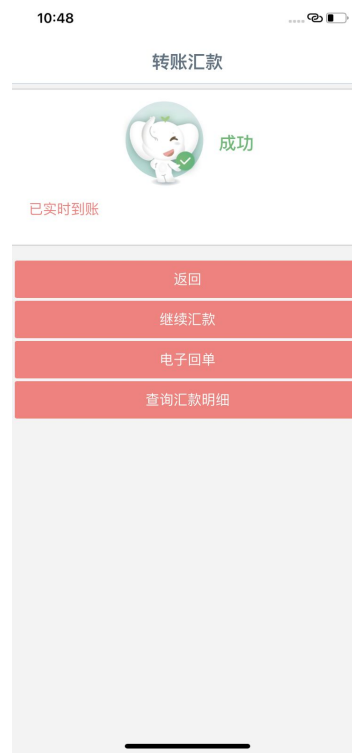 10:48
转账汇款
成功
已实时到账
返回
继续汇款
电子回单
查询汇款明细